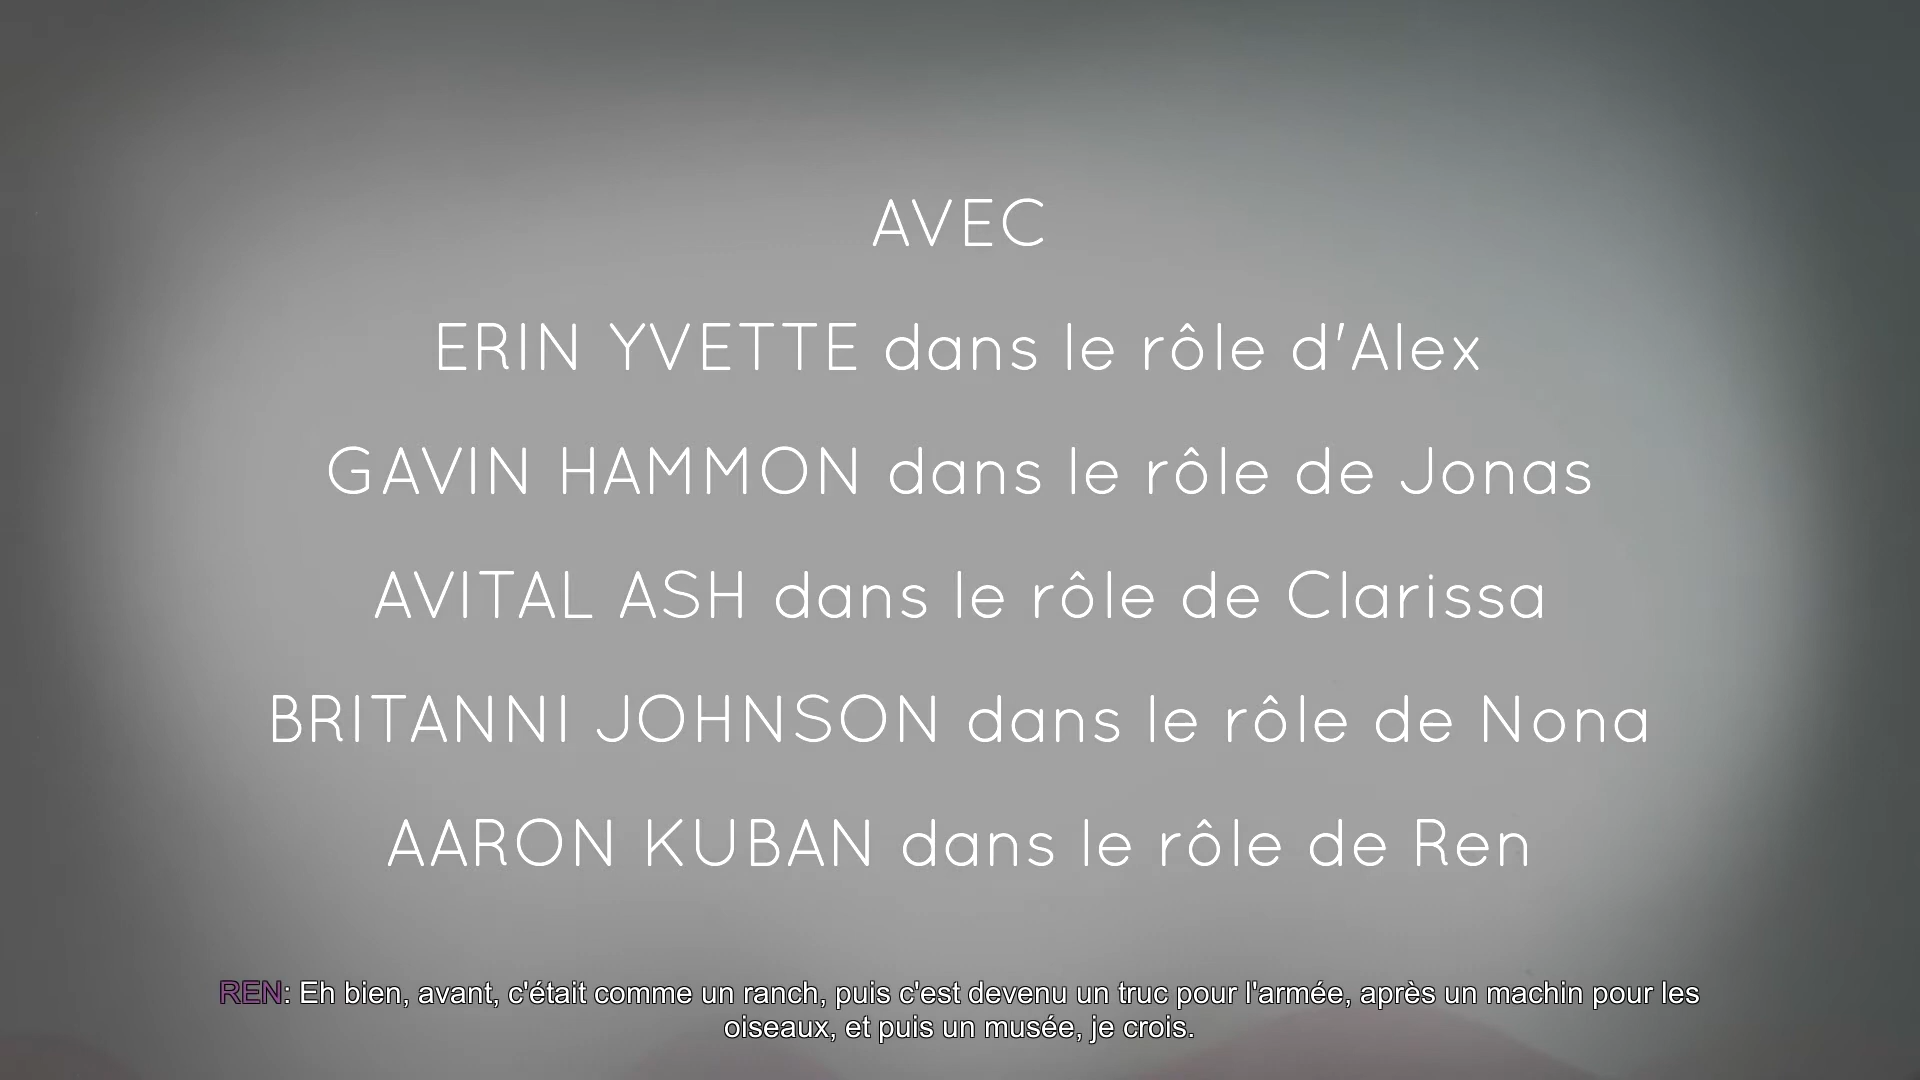 AVEC
ERIN YVETTE dans le rôle d'Alex
GAVIN HAMMON dans le rôle de Jonas
AVITAL ASH dans le rôle de Clarissa
BRITANNI JOHNSON dans le rôle de Nona
AARON KUBAN dans le rôle de Ren
REN: Eh bien, avant, c'était comme un ranch, puis c'est devenu un truc pour l'armée, après un machin pour les
oiseaux, et puis un musée, je crois.